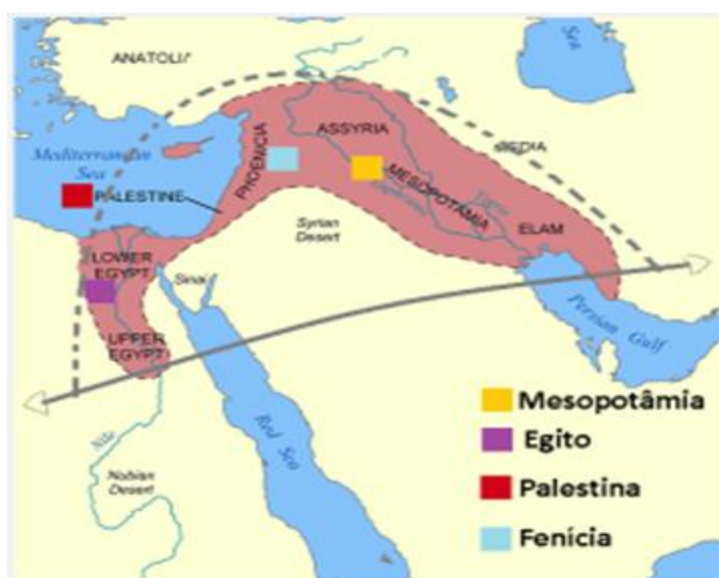 Sea
ANATOLI
ASSYRIA
MEDIA
Mediterranean
Sea
PHOENICIA
MESOPOTAMIA
Tigris
PALESTINE
Syrian
Desert
ELAM
LOWER
EGYPT
Sinai
UPPER
EGYPT
Persian Gulf
Red Sea
Nile
Nubian
Desert
Mesopotâmia
Egito
Palestina
Fenícia